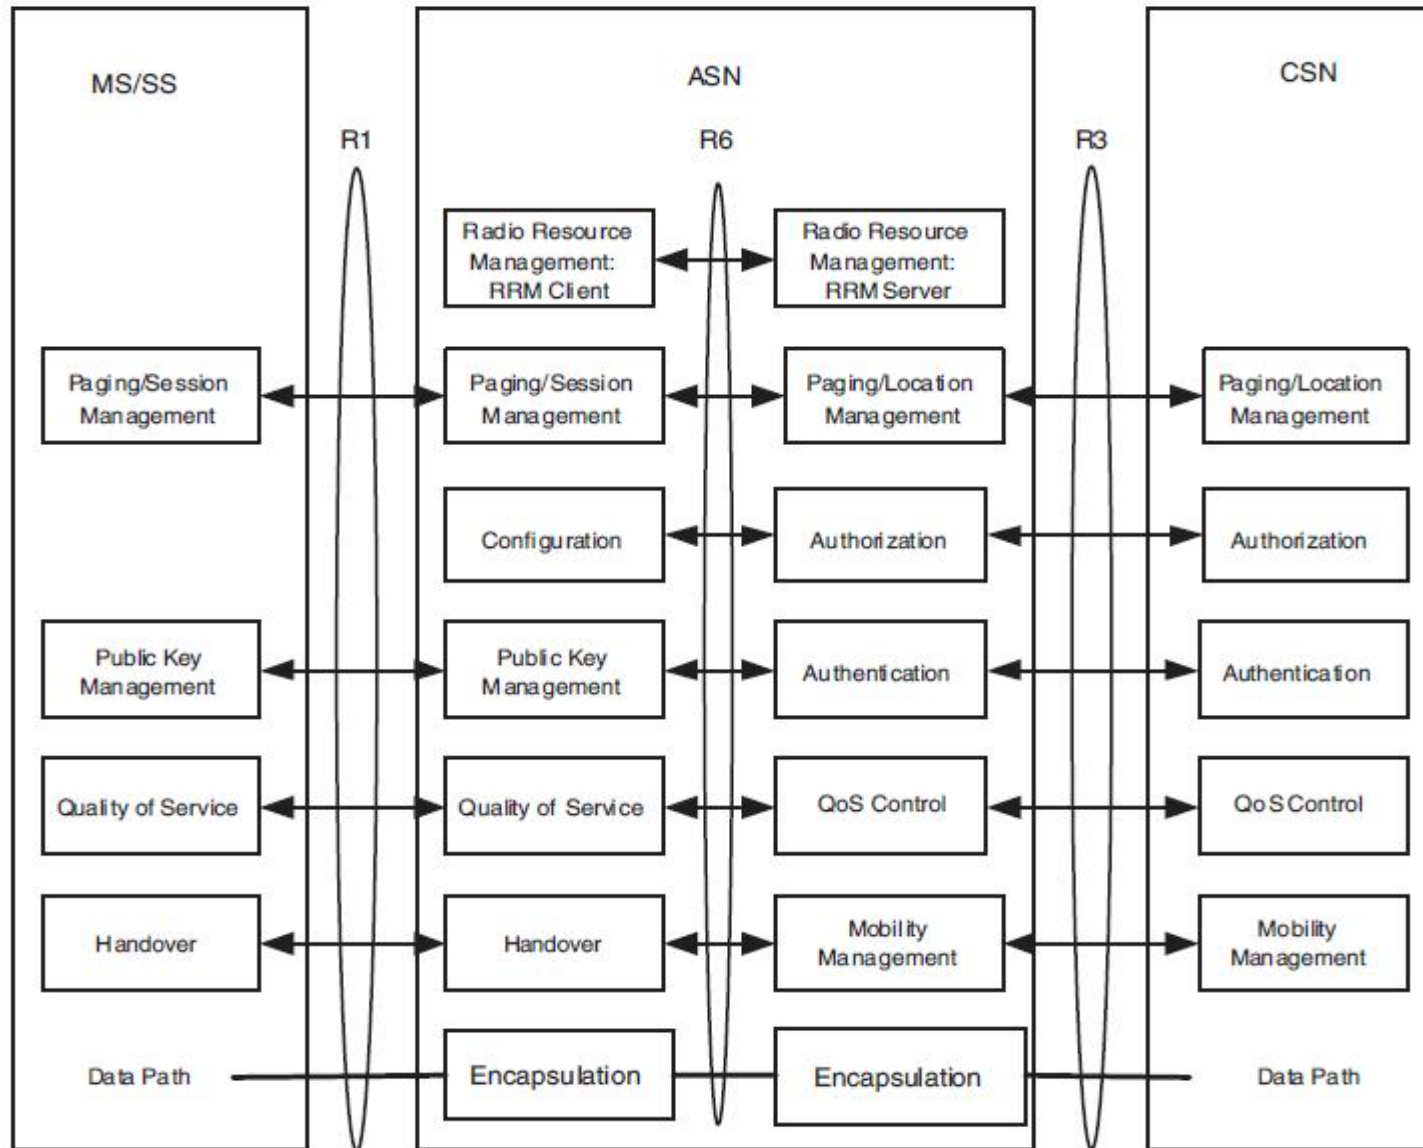 MS/SS
ASN
CSN
R1
R6
R3
Radio Resource
Management:
RRM Client
Radio Resource
Management:
RRM Server
Paging/Session
Management
Paging/Session
Management
Paging/Location
Management
Paging/Location
Management
Configuration
Authorization
Authorization
Public Key
Management
Public Key
Management
Authentication
Authentication
Quality of Service
Quality of Service
QoS Control
QoS Control
Handover
Handover
Mobility
Management
Mobility
Management
Data Path
Encapsulation
Encapsulation
Data Path